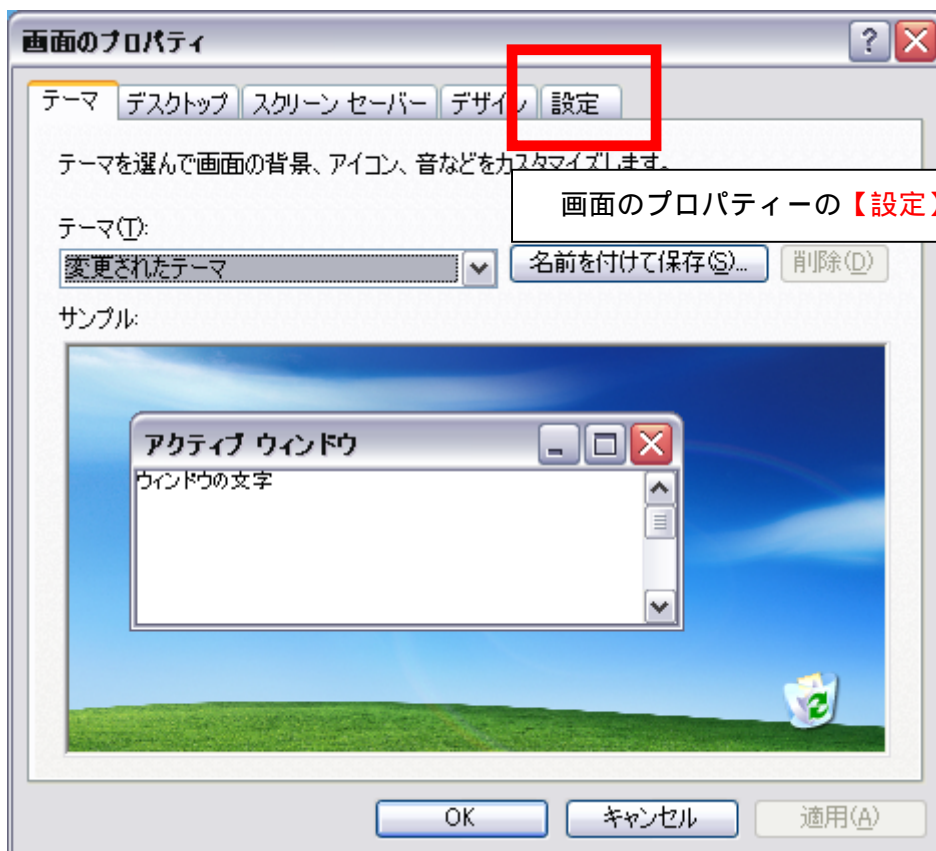 画面のプロパティ
テーマ デスクトップ スクリーン セーバー デザイン 設定
テーマを選んで画面の背景、アイコン、音などをカスタマイズします。
画面のプロパティーの【設定】
テーマ(T):
変更されたテーマ 名前を付けて保存(S)... 削除(D)
サンプル:
アクティブ ウィンドウ
ウィンドウの文字
OK キャンセル 適用(A)